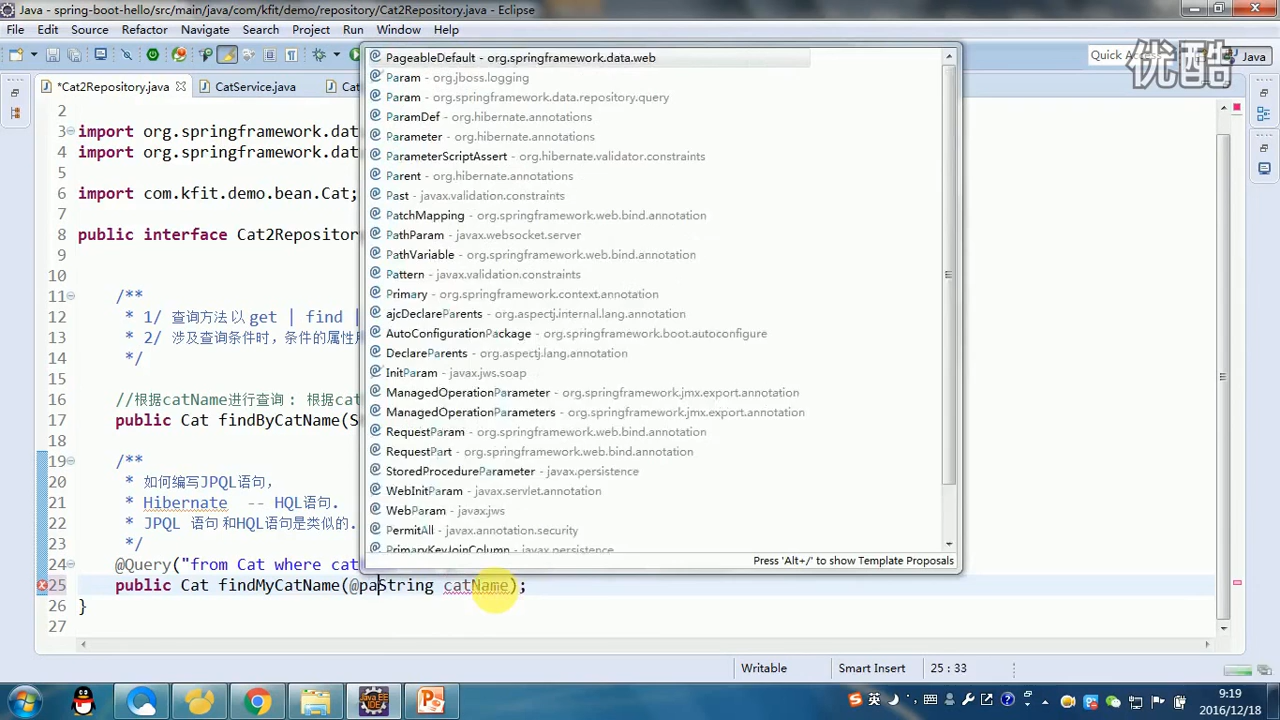 Java - spring-boot-hello/src/main/java/com/kfit/demo/repository/Cat2Repository.java - Eclipse
File Edit Source Refactor Navigate Search Project Run Window Help
Quick Access
Java
优酷
*Cat2Repository.java
CatService.java
Cat
2
3 import org.springframework.dat
4 import org.springframework.dat
5
6 import com.kfit.demo.bean.Cat;
7
8 public interface Cat2Repository
9
10
11 /**
12 * 1/ 查询方法 以 get | find |
13 * 2/ 涉及查询条件时,条件的属性
14 */
15
16 //根据catName进行查询 : 根据cat
17 public Cat findByCatName(S
18
19 /**
20 * 如何编写JPQL语句,
21 * Hibernate -- HQL语句.
22 * JPQL 语句 和HQL语句是类似的.
23 */
24 @Query("from Cat where cat
25 public Cat findMyCatName(@paString catName);
26 }
27
PageableDefault - org.springframework.data.web
Param - org.jboss.logging
Param - org.springframework.data.repository.query
ParamDef - org.hibernate.annotations
Parameter - org.hibernate.annotations
ParameterScriptAssert - org.hibernate.validator.constraints
Parent - org.hibernate.annotations
Past - javax.validation.constraints
PatchMapping - org.springframework.web.bind.annotation
PathParam - javax.websocket.server
PathVariable - org.springframework.web.bind.annotation
Pattern - javax.validation.constraints
Primary - org.springframework.context.annotation
ajcDeclareParents - org.aspectj.internal.lang.annotation
AutoConfigurationPackage - org.springframework.boot.autoconfigure
DeclareParents - org.aspectj.lang.annotation
InitParam - javax.jws.soap
ManagedOperationParameter - org.springframework.jmx.export.annotation
ManagedOperationParameters - org.springframework.jmx.export.annotation
RequestParam - org.springframework.web.bind.annotation
RequestPart - org.springframework.web.bind.annotation
StoredProcedureParameter - javax.persistence
WebInitParam - javax.servlet.annotation
WebParam - javax.jws
PermitAll - javax.annotation.security
PrimaryKeyJoinColumn - javax.persistence
Press 'Alt+/' to show Template Proposals
Writable
Smart Insert
25 : 33
英
9:19
2016/12/18